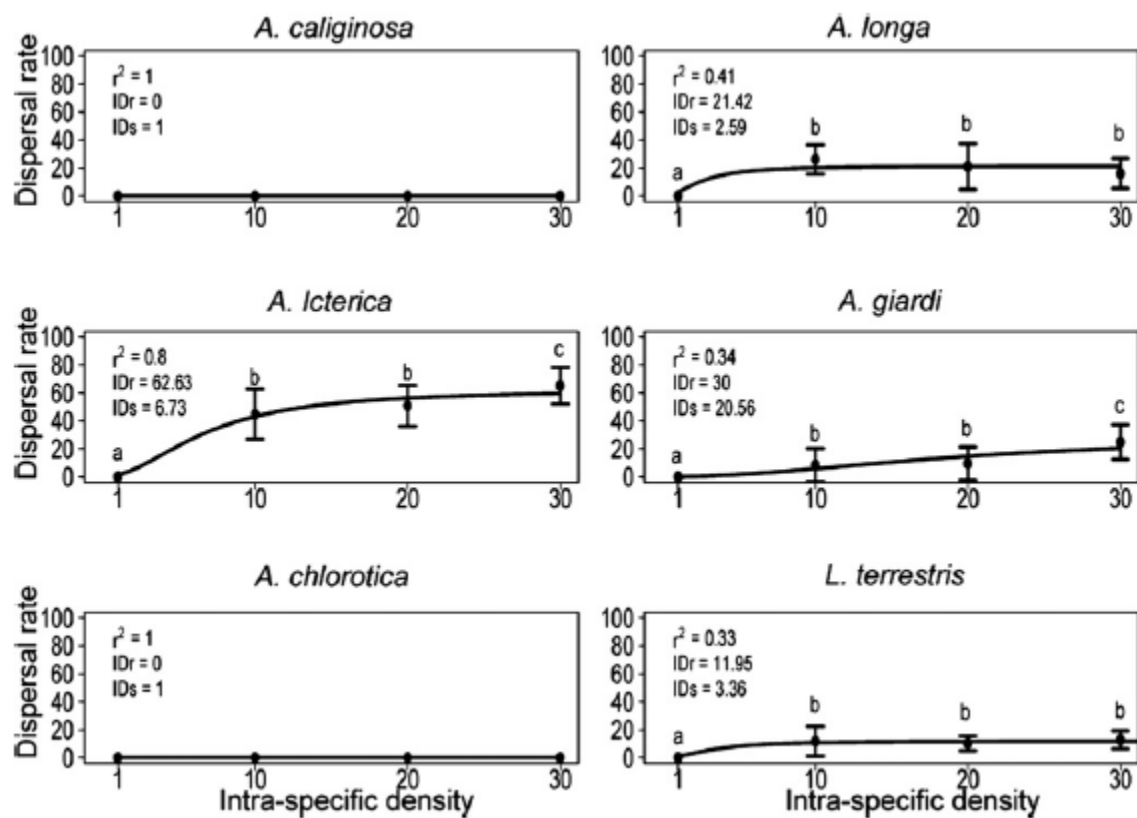 A. caliginosa
Dispersal rate
100
80
60
40
20
0
r² = 1
IDr = 0
IDs = 1
1
10
20
30
A. longa
100
80
60
40
20
0
r² = 0.41
IDr = 21.42
IDs = 2.59
a
b
b
b
1
10
20
30
A. Icterica
Dispersal rate
100
80
60
40
20
0
r² = 0.8
IDr = 62.63
IDs = 6.73
a
b
b
c
1
10
20
30
A. giardi
100
80
60
40
20
0
r² = 0.34
IDr = 30
IDs = 20.56
a
b
b
c
1
10
20
30
A. chlorotica
Dispersal rate
100
80
60
40
20
0
r² = 1
IDr = 0
IDs = 1
1
10
20
30
Intra-specific density
L. terrestris
100
80
60
40
20
0
r² = 0.33
IDr = 11.95
IDs = 3.36
a
b
b
b
1
10
20
30
Intra-specific density